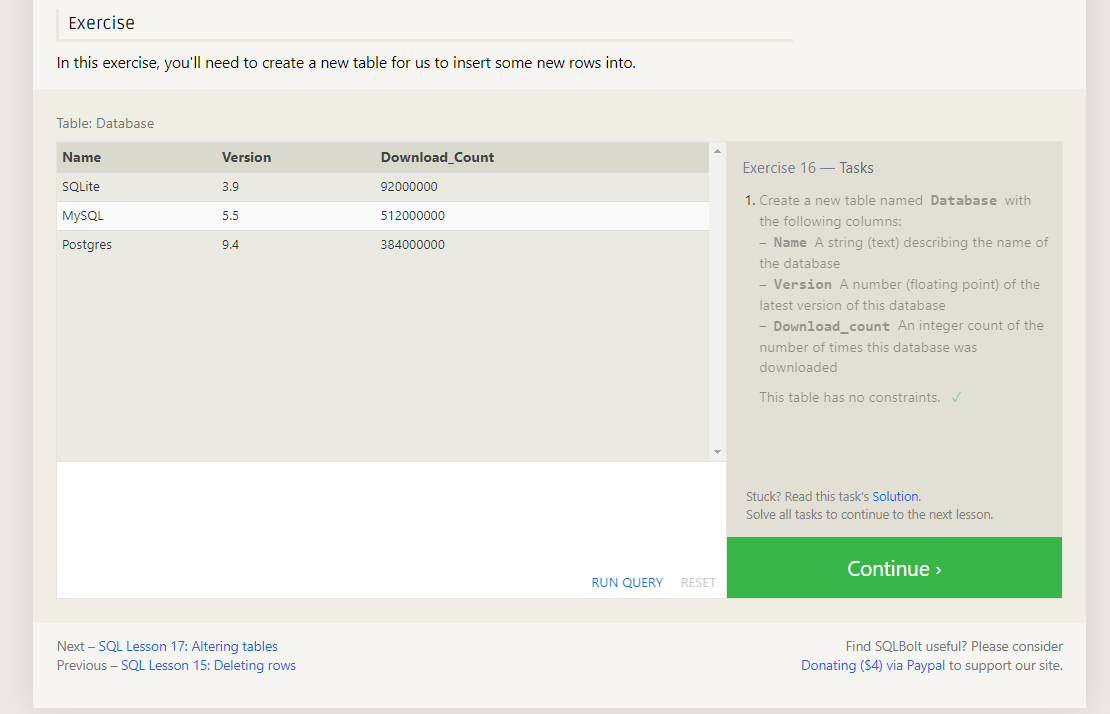 Exercise
In this exercise, you'll need to create a new table for us to insert some new rows into.
Table: Database
Name Version Download_Count
SQLite 3.9 92000000
MySQL 5.5 512000000
Postgres 9.4 384000000
RUN QUERY RESET
Exercise 16 — Tasks
1. Create a new table named Database with
the following columns:
– Name A string (text) describing the name of
the database
– Version A number (floating point) of the
latest version of this database
– Download_count An integer count of the
number of times this database was
downloaded
This table has no constraints. ✓
Stuck? Read this task's Solution.
Solve all tasks to continue to the next lesson.
Continue ›
Next – SQL Lesson 17: Altering tables
Previous – SQL Lesson 15: Deleting rows
Find SQLBolt useful? Please consider
Donating ($4) via Paypal to support our site.